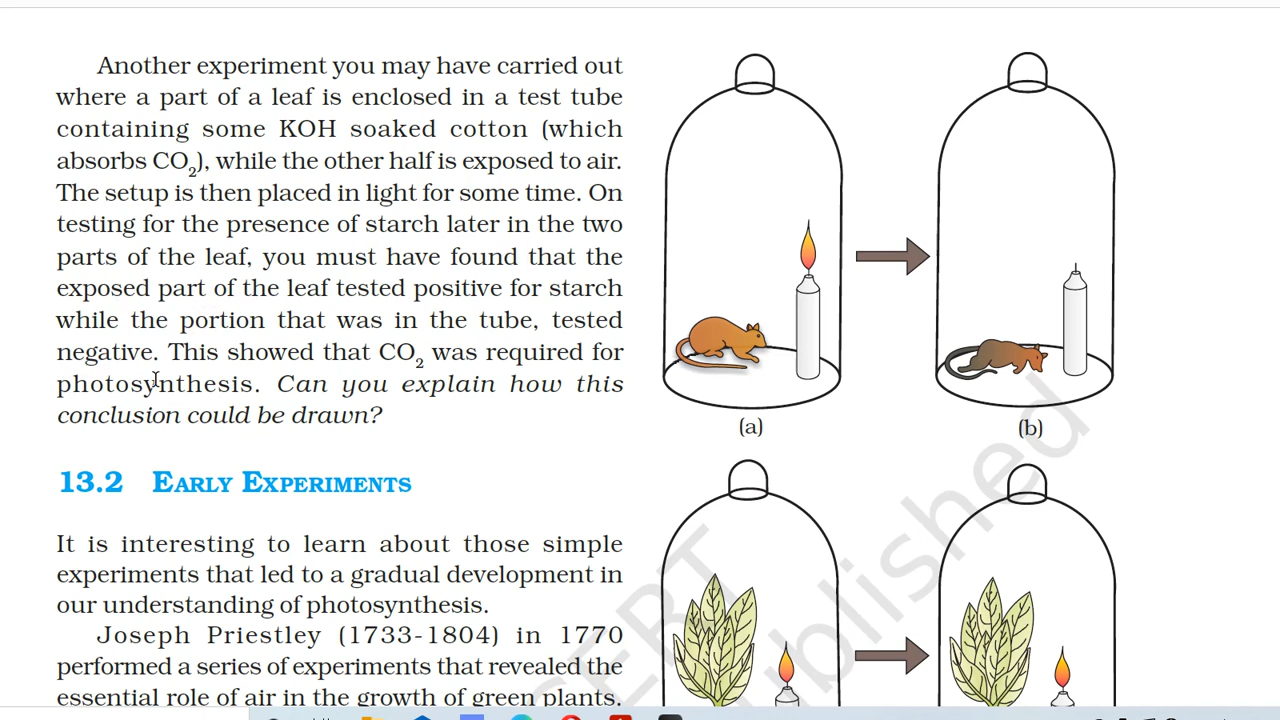 Another experiment you may have carried out
where a part of a leaf is enclosed in a test tube
containing some KOH soaked cotton (which
absorbs CO₂), while the other half is exposed to air.
The setup is then placed in light for some time. On
testing for the presence of starch later in the two
parts of the leaf, you must have found that the
exposed part of the leaf tested positive for starch
while the portion that was in the tube, tested
negative. This showed that CO₂ was required for
photosynthesis. Can you explain how this
conclusion could be drawn?
(a)
(b)
13.2 EARLY EXPERIMENTS
It is interesting to learn about those simple
experiments that led to a gradual development in
our understanding of photosynthesis.
Joseph Priestley (1733-1804) in 1770
performed a series of experiments that revealed the
essential role of air in the growth of green plants.